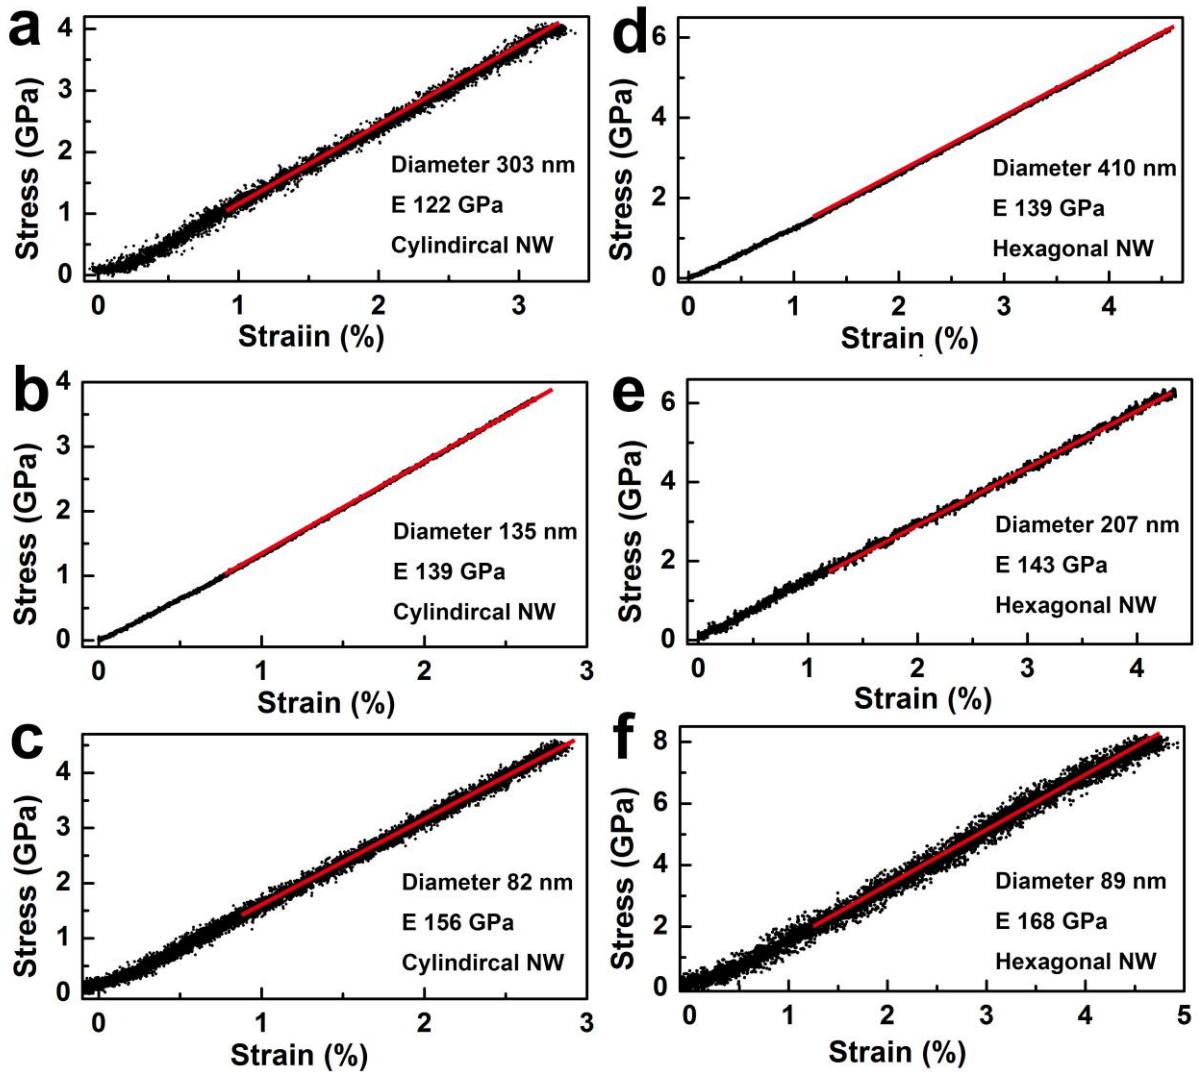 a
4
3
2
1
0
Stress (GPa)
Diameter 303 nm
E 122 GPa
Cylindircal NW
0 1 2 3
Straiin (%)
d
6
4
2
0
Stress (GPa)
Diameter 410 nm
E 139 GPa
Hexagonal NW
0 1 2 3 4
Strain (%)
b
4
3
2
1
0
Stress (GPa)
Diameter 135 nm
E 139 GPa
Cylindircal NW
0 1 2 3
Strain (%)
e
6
4
2
0
Stress (GPa)
Diameter 207 nm
E 143 GPa
Hexagonal NW
0 1 2 3 4
Strain (%)
c
4
3
2
1
0
Stress (GPa)
Diameter 82 nm
E 156 GPa
Cylindircal NW
0 1 2 3
Strain (%)
f
8
6
4
2
0
Stress (GPa)
Diameter 89 nm
E 168 GPa
Hexagonal NW
0 1 2 3 4 5
Strain (%)